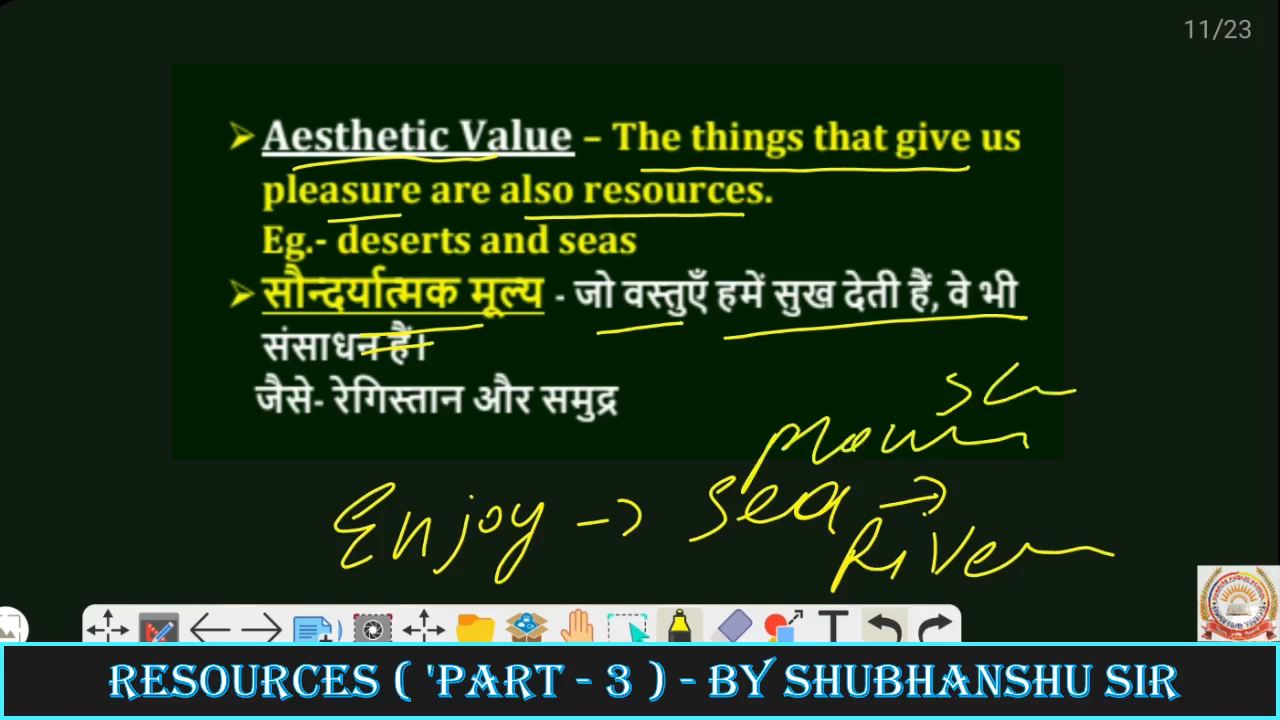 11/23
➢ Aesthetic Value – The things that give us
pleasure are also resources.
Eg.- deserts and seas
➢ सौन्दर्यात्मक मूल्य - जो वस्तुएँ हमें सुख देती हैं, वे भी
संसाधन हैं।
जैसे- रेगिस्तान और समुद्र
Enjoy → Sea →
River
RESOURCES ( 'PART - 3 ) - BY SHUBHANSHU SIR